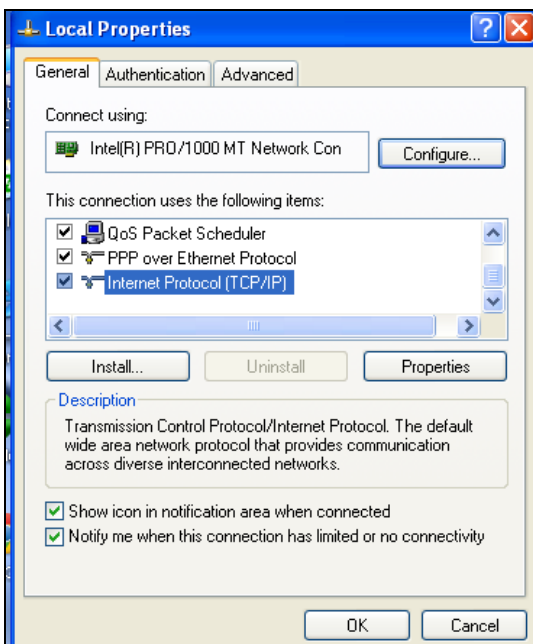 Local Properties
General Authentication Advanced
Connect using:
Intel(R) PRO/1000 MT Network Con
Configure...
This connection uses the following items:
QoS Packet Scheduler
PPP over Ethernet Protocol
Internet Protocol (TCP/IP)
Install... Uninstall Properties
Description
Transmission Control Protocol/Internet Protocol. The default
wide area network protocol that provides communication
across diverse interconnected networks.
Show icon in notification area when connected
Notify me when this connection has limited or no connectivity
OK Cancel